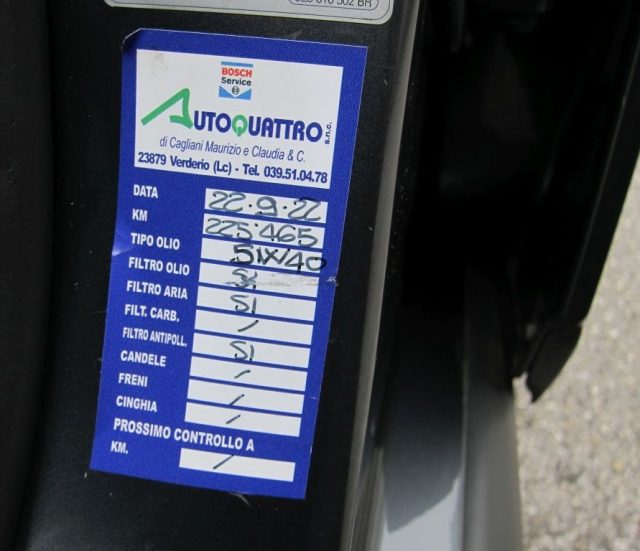 BOSCH
Service
AUTOQUATTRO s.n.c.
di Cagliani Maurizio e Claudia & C.
23879 Verderio (Lc) - Tel. 039.51.04.78
DATA 22.9.22
KM 225.465
TIPO OLIO 51X/40
FILTRO OLIO
FILTRO ARIA SI
FILT. CARB. /
FILTRO ANTIPOLL. SI
CANDELE /
FRENI /
CINGHIA
PROSSIMO CONTROLLO A
KM. /